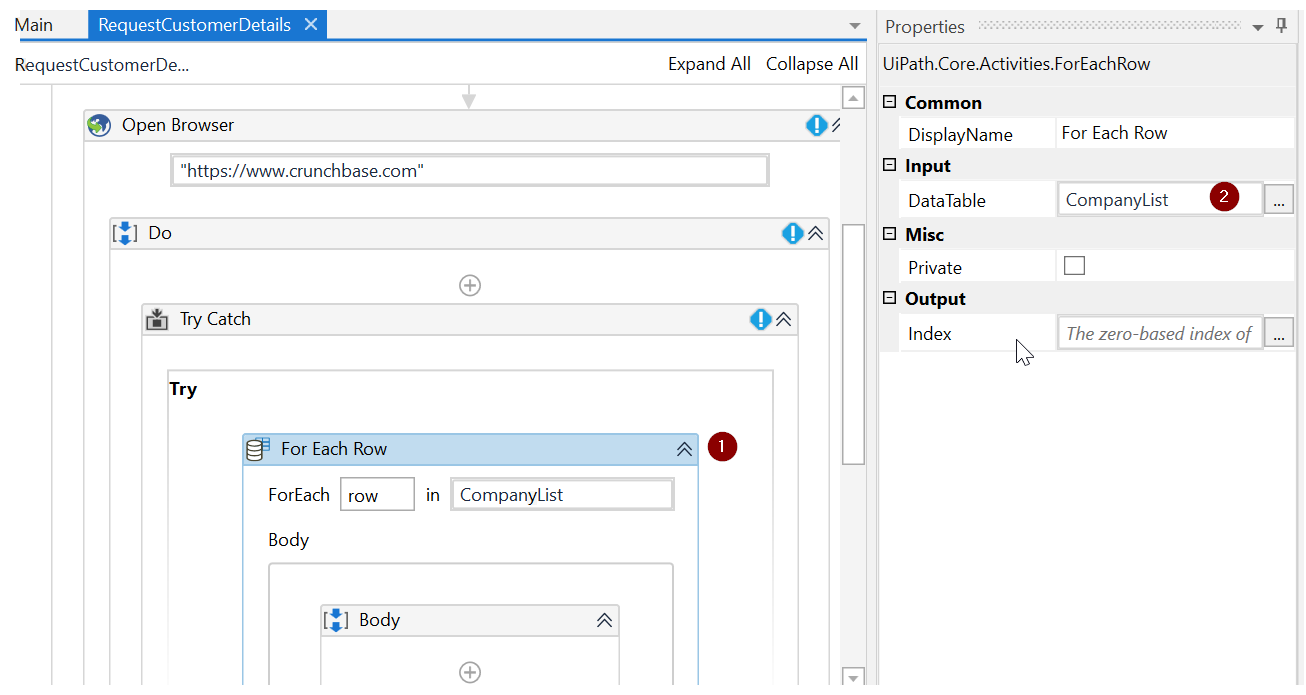 Main
RequestCustomerDetails
RequestCustomerDe...
Expand All
Collapse All
Open Browser
"https://www.crunchbase.com"
Do
Try Catch
Try
For Each Row
1
ForEach row in CompanyList
Body
Body
Properties
UiPath.Core.Activities.ForEachRow
Common
DisplayName For Each Row
Input
DataTable CompanyList 2 ...
Misc
Private
Output
Index The zero-based index of ...